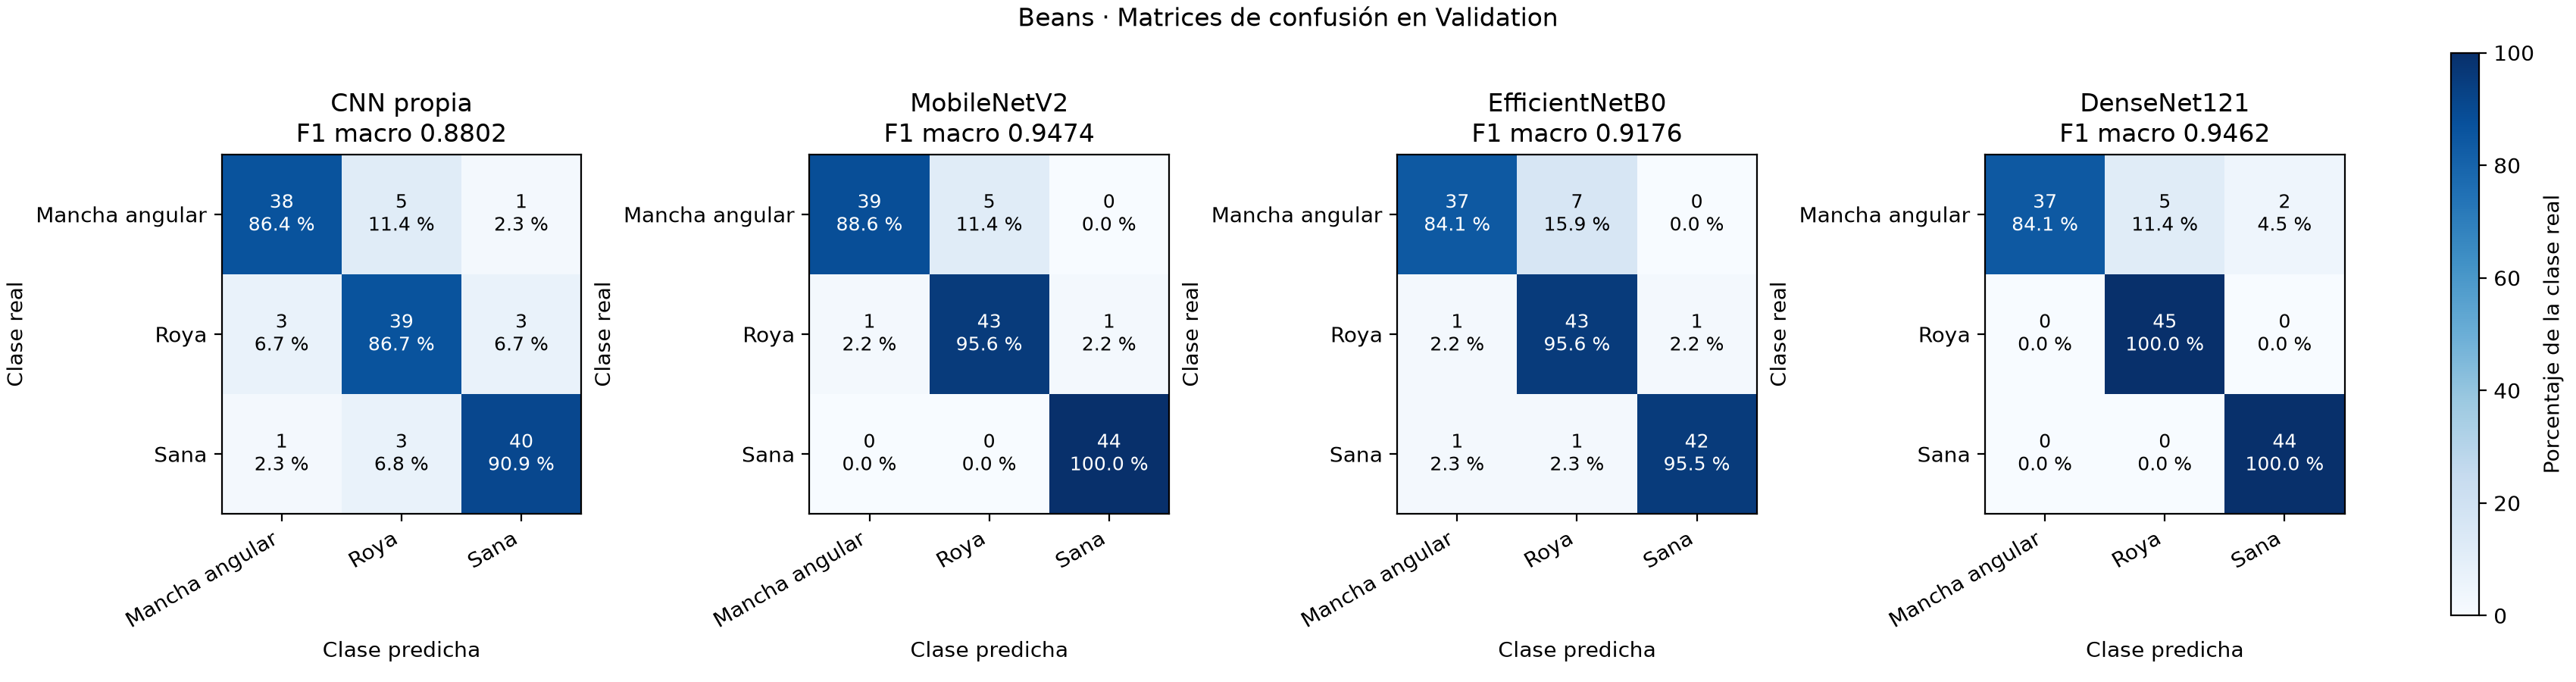 Beans · Matrices de confusión en Validation
CNN propia
F1 macro 0.8802
Clase real
Mancha angular
38
86.4 %
5
11.4 %
1
2.3 %
Roya
3
6.7 %
39
86.7 %
3
6.7 %
Sana
1
2.3 %
3
6.8 %
40
90.9 %
Mancha angular
Roya
Sana
Clase predicha
MobileNetV2
F1 macro 0.9474
Clase real
Mancha angular
39
88.6 %
5
11.4 %
0
0.0 %
Roya
1
2.2 %
43
95.6 %
1
2.2 %
Sana
0
0.0 %
0
0.0 %
44
100.0 %
Mancha angular
Roya
Sana
Clase predicha
EfficientNetB0
F1 macro 0.9176
Clase real
Mancha angular
37
84.1 %
7
15.9 %
0
0.0 %
Roya
1
2.2 %
43
95.6 %
1
2.2 %
Sana
1
2.3 %
1
2.3 %
42
95.5 %
Mancha angular
Roya
Sana
Clase predicha
DenseNet121
F1 macro 0.9462
Clase real
Mancha angular
37
84.1 %
5
11.4 %
2
4.5 %
Roya
0
0.0 %
45
100.0 %
0
0.0 %
Sana
0
0.0 %
0
0.0 %
44
100.0 %
Mancha angular
Roya
Sana
Clase predicha
100
80
60
40
20
0
Porcentaje de la clase real